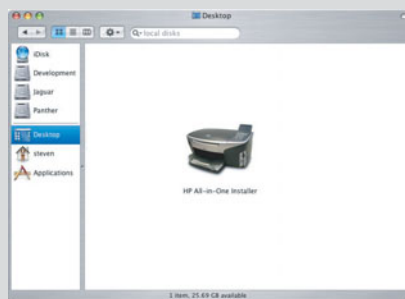 Desktop
local disks
iDisk
Development
Jaguar
Panther
Desktop
steven
Applications
HP All-in-One Installer
1 item, 25.69 GB available